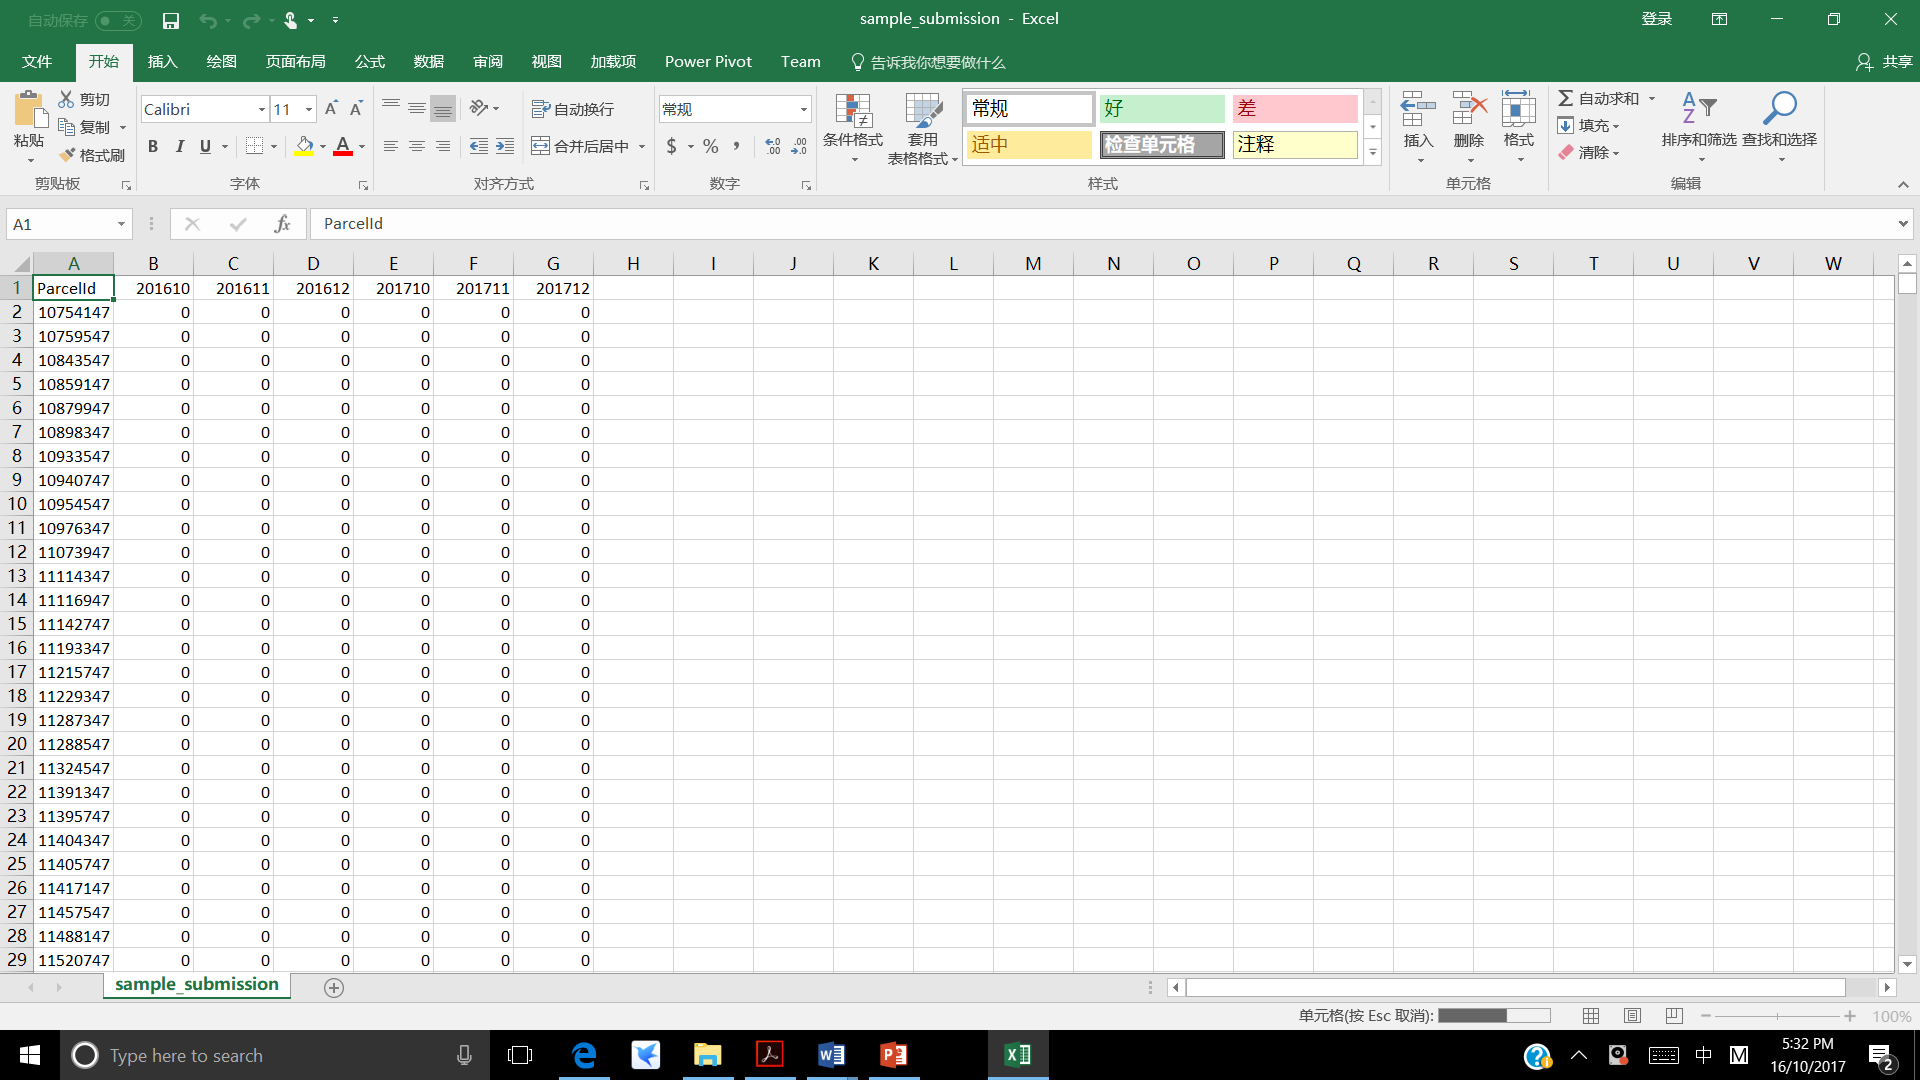 自动保存 关
sample_submission - Excel
登录
文件 开始 插入 绘图 页面布局 公式 数据 审阅 视图 加载项 Power Pivot Team 告诉我你想要做什么 共享
粘贴 剪切 复制 格式刷 剪贴板
Calibri 11 B I U A 字体
自动换行 合并后居中 对齐方式
常规 $ % 数字
条件格式 套用 表格格式 常规 好 差 适中 检查单元格 注释 样式
插入 删除 格式 单元格
自动求和 填充 清除 排序和筛选 查找和选择 编辑
A1 fx ParcelId
A B C D E F G H I J K L M N O P Q R S T U V W
1 ParcelId 201610 201611 201612 201710 201711 201712
2 10754147 0 0 0 0 0 0
3 10759547 0 0 0 0 0 0
4 10843547 0 0 0 0 0 0
5 10859147 0 0 0 0 0 0
6 10879947 0 0 0 0 0 0
7 10898347 0 0 0 0 0 0
8 10933547 0 0 0 0 0 0
9 10940747 0 0 0 0 0 0
10 10954547 0 0 0 0 0 0
11 10976347 0 0 0 0 0 0
12 11073947 0 0 0 0 0 0
13 11114347 0 0 0 0 0 0
14 11116947 0 0 0 0 0 0
15 11142747 0 0 0 0 0 0
16 11193347 0 0 0 0 0 0
17 11215747 0 0 0 0 0 0
18 11229347 0 0 0 0 0 0
19 11287347 0 0 0 0 0 0
20 11288547 0 0 0 0 0 0
21 11324547 0 0 0 0 0 0
22 11391347 0 0 0 0 0 0
23 11395747 0 0 0 0 0 0
24 11404347 0 0 0 0 0 0
25 11405747 0 0 0 0 0 0
26 11417147 0 0 0 0 0 0
27 11457547 0 0 0 0 0 0
28 11488147 0 0 0 0 0 0
29 11520747 0 0 0 0 0 0
sample_submission
单元格(按 Esc 取消): 100%
Type here to search
中 M
5:32 PM
16/10/2017
2